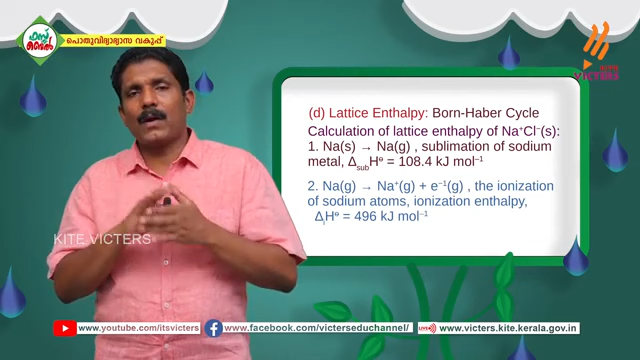 ഫസ്റ്റ്
ബെൽ
പൊതുവിദ്യാഭ്യാസ വകുപ്പ്
VICTERS
(d) Lattice Enthalpy: Born-Haber Cycle
Calculation of lattice enthalpy of Na⁺Cl⁻(s):
1. Na(s) → Na(g) , sublimation of sodium
metal, ΔsubH⦵ = 108.4 kJ mol⁻¹
2. Na(g) → Na⁺(g) + e⁻¹(g) , the ionization
of sodium atoms, ionization enthalpy,
ΔiH⦵ = 496 kJ mol⁻¹
KITE VICTERS
www.youtube.com/itsvicters
www.facebook.com/victerseduchannel/
www.victers.kite.kerala.gov.in